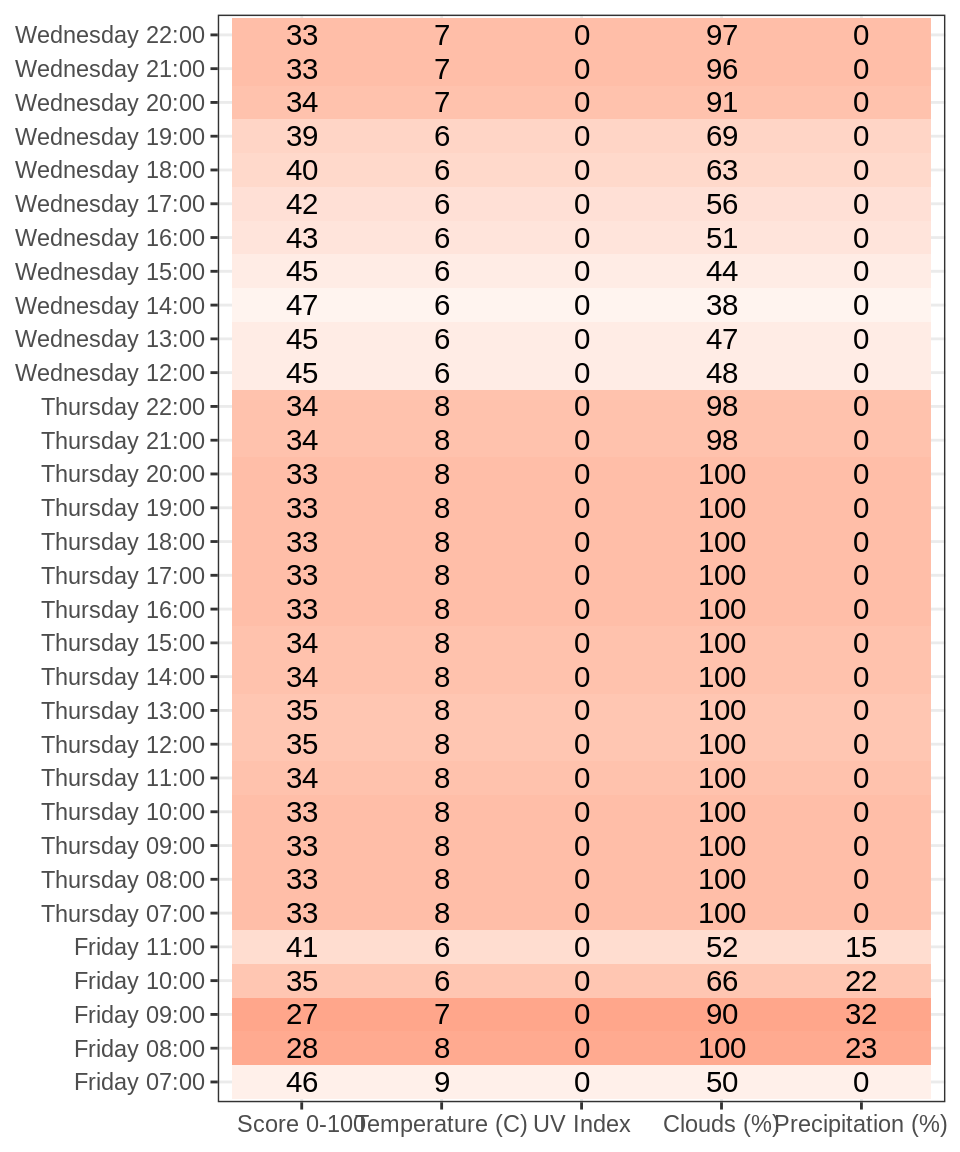 Wednesday 22:00 33 7 0 97 0
Wednesday 21:00 33 7 0 96 0
Wednesday 20:00 34 7 0 91 0
Wednesday 19:00 39 6 0 69 0
Wednesday 18:00 40 6 0 63 0
Wednesday 17:00 42 6 0 56 0
Wednesday 16:00 43 6 0 51 0
Wednesday 15:00 45 6 0 44 0
Wednesday 14:00 47 6 0 38 0
Wednesday 13:00 45 6 0 47 0
Wednesday 12:00 45 6 0 48 0
Thursday 22:00 34 8 0 98 0
Thursday 21:00 34 8 0 98 0
Thursday 20:00 33 8 0 100 0
Thursday 19:00 33 8 0 100 0
Thursday 18:00 33 8 0 100 0
Thursday 17:00 33 8 0 100 0
Thursday 16:00 33 8 0 100 0
Thursday 15:00 34 8 0 100 0
Thursday 14:00 34 8 0 100 0
Thursday 13:00 35 8 0 100 0
Thursday 12:00 35 8 0 100 0
Thursday 11:00 34 8 0 100 0
Thursday 10:00 33 8 0 100 0
Thursday 09:00 33 8 0 100 0
Thursday 08:00 33 8 0 100 0
Thursday 07:00 33 8 0 100 0
Friday 11:00 41 6 0 52 15
Friday 10:00 35 6 0 66 22
Friday 09:00 27 7 0 90 32
Friday 08:00 28 8 0 100 23
Friday 07:00 46 9 0 50 0
Score 0-100 Temperature (C) UV Index Clouds (%) Precipitation (%)